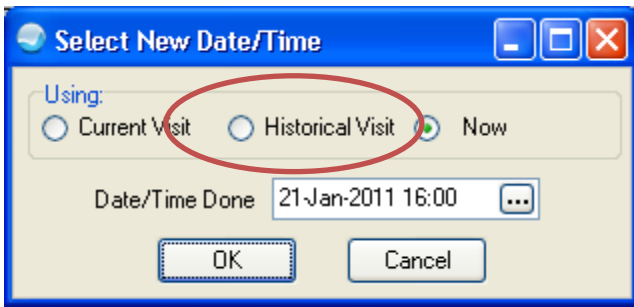 Select New Date/Time
Using:
Current Visit Historical Visit Now
Date/Time Done 21-Jan-2011 16:00 ...
OK Cancel